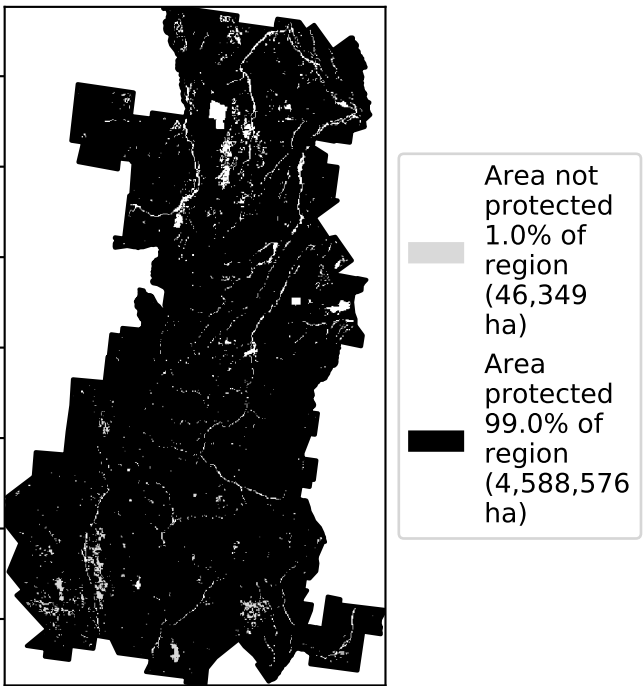 Area not
protected
1.0% of
region
(46,349
ha)
Area
protected
99.0% of
region
(4,588,576
ha)